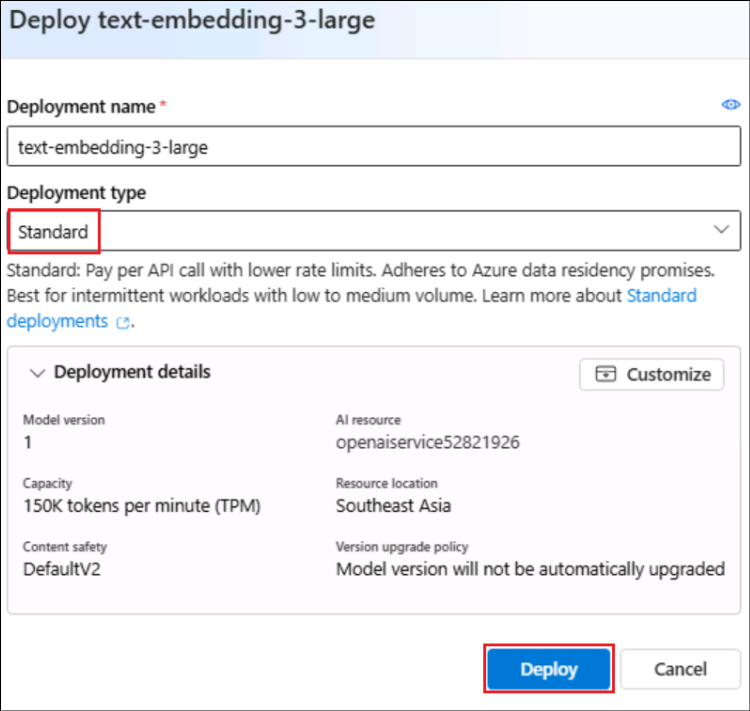 Deploy text-embedding-3-large
Deployment name *
text-embedding-3-large
Deployment type
Standard
Standard: Pay per API call with lower rate limits. Adheres to Azure data residency promises.
Best for intermittent workloads with low to medium volume. Learn more about Standard
deployments.
Deployment details
Customize
Model version
1
AI resource
openaiservice52821926
Capacity
150K tokens per minute (TPM)
Resource location
Southeast Asia
Content safety
DefaultV2
Version upgrade policy
Model version will not be automatically upgraded
Deploy
Cancel